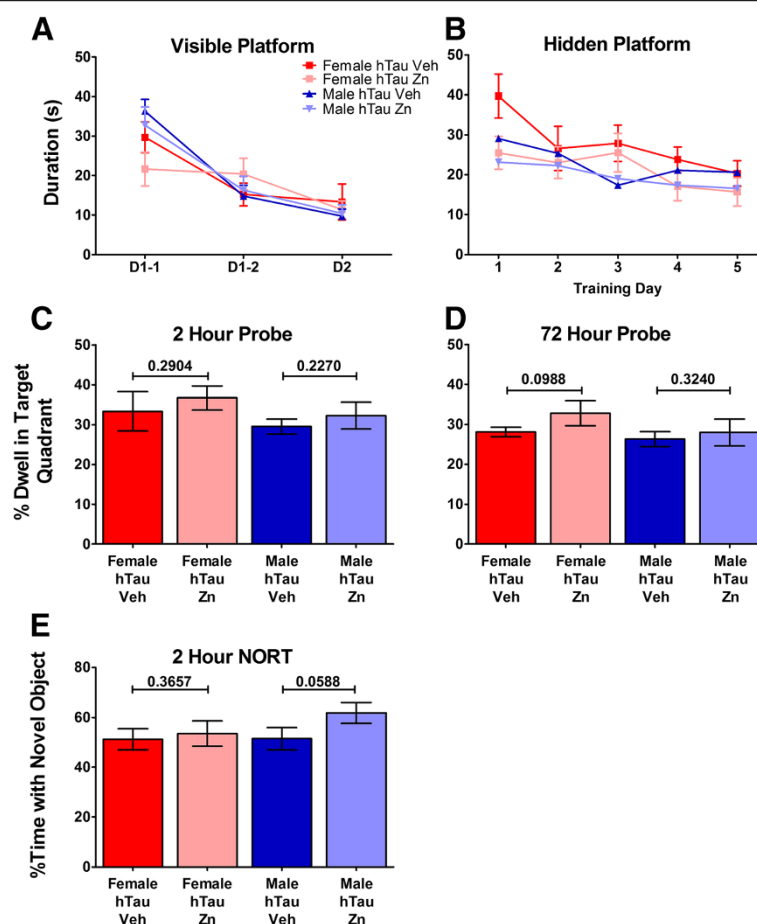 A
Visible Platform
50
40
30
20
10
0
Duration (s)
D1-1 D1-2 D2
Female hTau Veh
Female hTau Zn
Male hTau Veh
Male hTau Zn
B
Hidden Platform
50
40
30
20
10
0
1 2 3 4 5
Training Day
C
2 Hour Probe
50
40
30
20
10
0
% Dwell in Target
Quadrant
0.2904 0.2270
Female Female Male Male
hTau hTau hTau hTau
Veh Zn Veh Zn
D
72 Hour Probe
50
40
30
20
10
0
0.0988 0.3240
Female Female Male Male
hTau hTau hTau hTau
Veh Zn Veh Zn
E
2 Hour NORT
80
60
40
20
0
%Time with Novel Object
0.3657 0.0588
Female Female Male Male
hTau hTau hTau hTau
Veh Zn Veh Zn